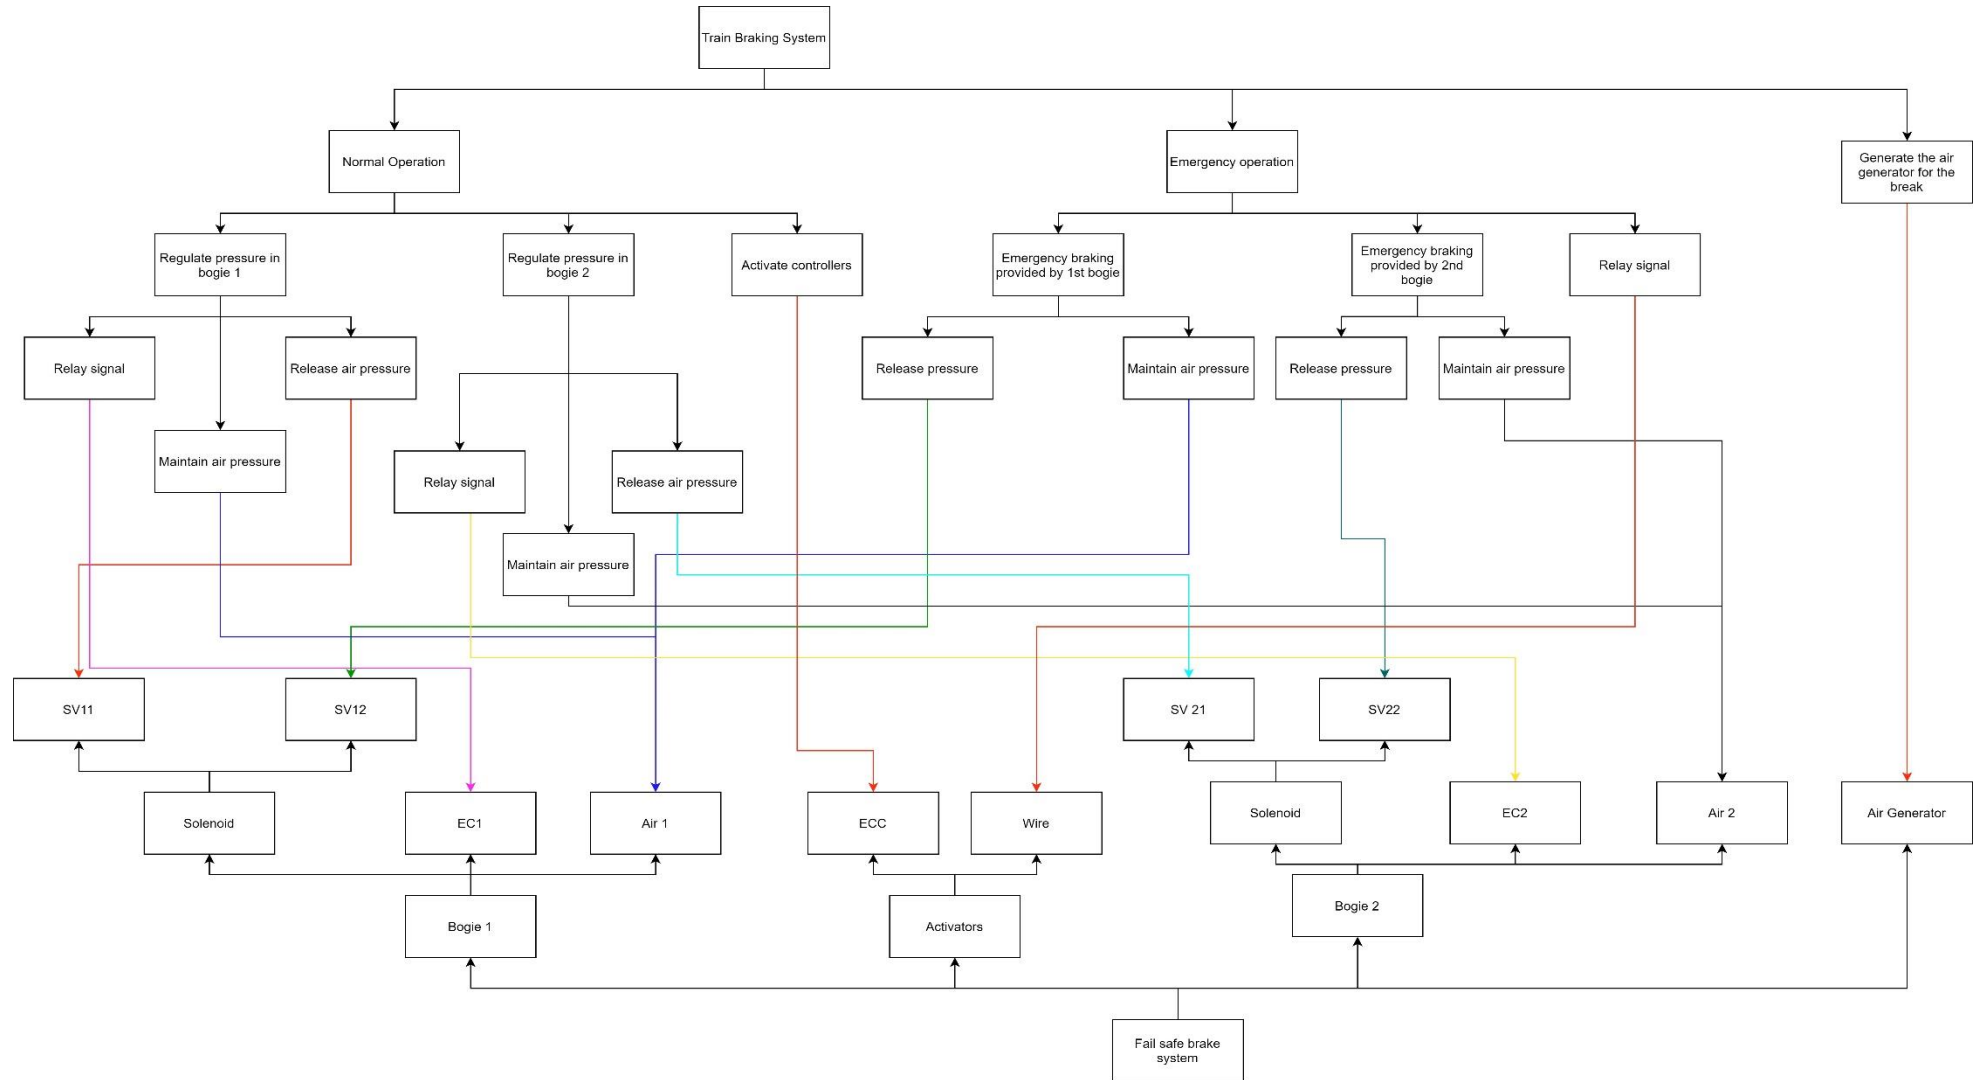 Train Braking System
Normal Operation
Emergency operation
Generate the air
generator for the
break
Regulate pressure in
bogie 1
Regulate pressure in
bogie 2
Activate controllers
Emergency braking
provided by 1st bogie
Emergency braking
provided by 2nd
bogie
Relay signal
Relay signal
Release air pressure
Release pressure
Maintain air pressure
Release pressure
Maintain air pressure
Maintain air pressure
Relay signal
Release air pressure
Maintain air pressure
SV11
SV12
SV 21
SV22
Solenoid
EC1
Air 1
ECC
Wire
Solenoid
EC2
Air 2
Air Generator
Bogie 1
Activators
Bogie 2
Fail safe brake
system